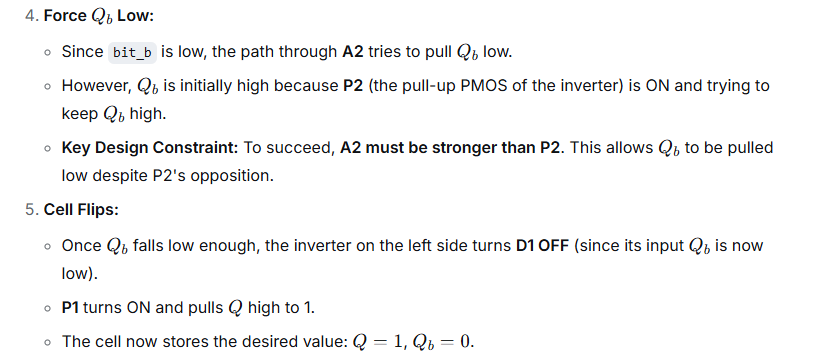 4. Force Q_b Low:
◦ Since bit_b is low, the path through A2 tries to pull Q_b low.
◦ However, Q_b is initially high because P2 (the pull-up PMOS of the inverter) is ON and trying to
keep Q_b high.
◦ Key Design Constraint: To succeed, A2 must be stronger than P2. This allows Q_b to be pulled
low despite P2's opposition.
5. Cell Flips:
◦ Once Q_b falls low enough, the inverter on the left side turns D1 OFF (since its input Q_b is now
low).
◦ P1 turns ON and pulls Q high to 1.
◦ The cell now stores the desired value: Q = 1, Q_b = 0.